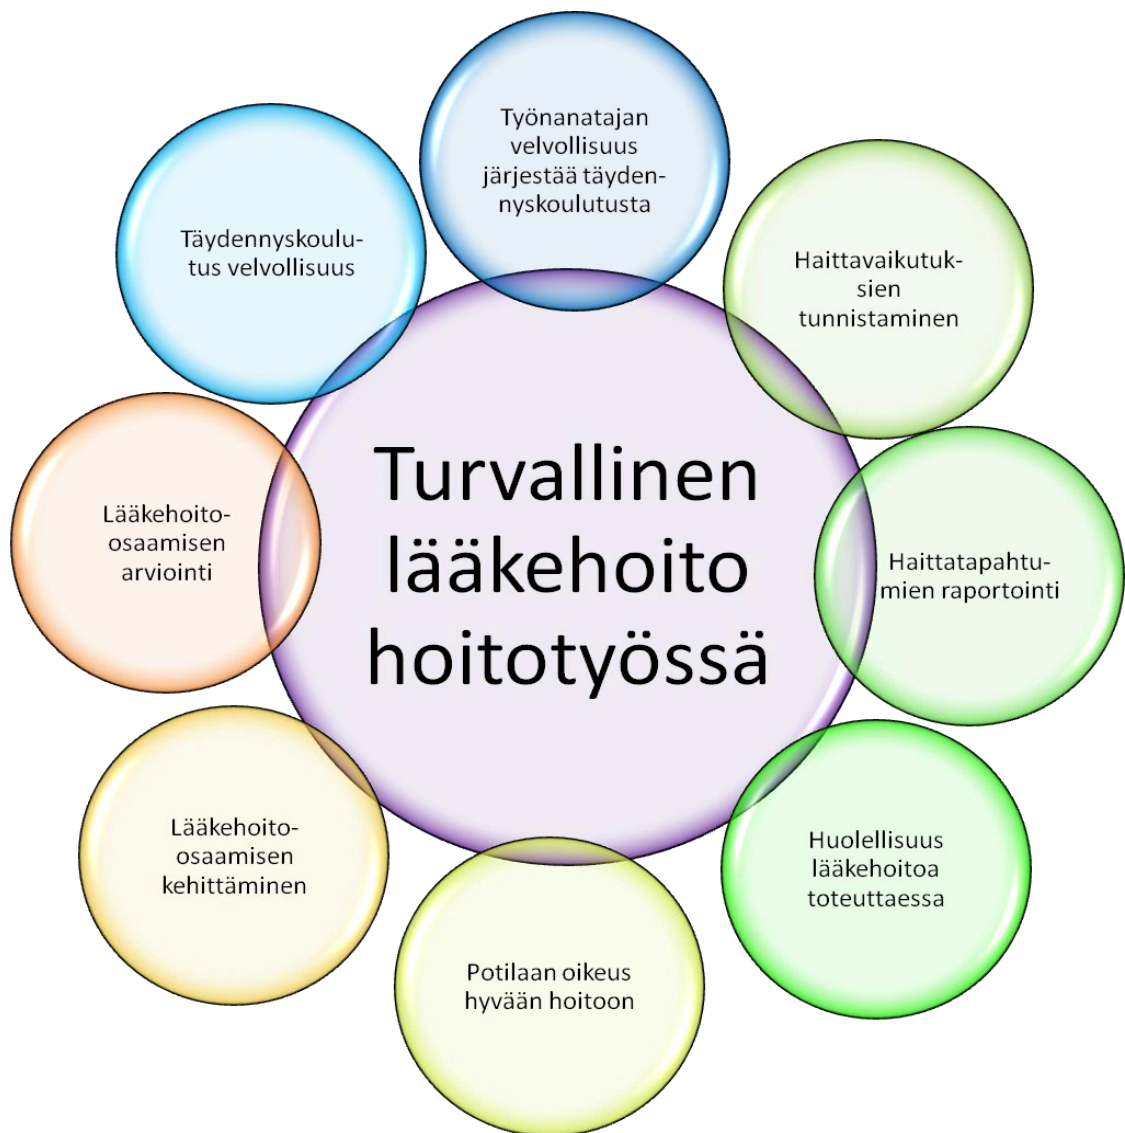 Työnanatajan
velvollisuus
järjestää täyden-
nyskoulutusta
Haittavaikutuk-
sien
tunnistaminen
Haittatapahtu-
mien raportointi
Huolellisuus
lääkehoitoa
toteuttaessa
Potilaan oikeus
hyvään hoitoon
Lääkehoito-
osaamisen
kehittäminen
Lääkehoito-
osaamisen
arviointi
Täydennyskoulu-
tus velvollisuus
Turvallinen
lääkehoito
hoitotyössä